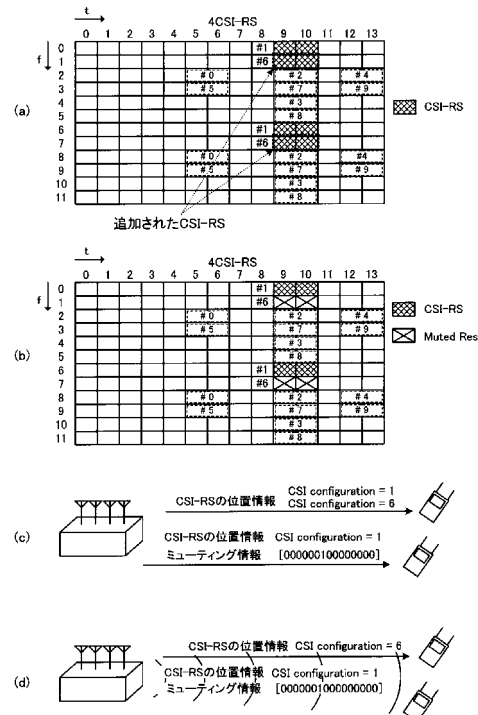 t
4CSI-RS
0 1 2 3 4 5 6 7 8 9 10 11 12 13
f
0 #1
1 #6
2 #0 #2 #4
3 #5 #7 #9
4 #3
5 #8
6 #1
7 #6
8 #0 #2 #4
9 #5 #7 #9
10 #3
11 #8
(a)
CSI-RS
追加されたCSI-RS
t
4CSI-RS
0 1 2 3 4 5 6 7 8 9 10 11 12 13
f
0 #1
1 #6
2 #0 #2 #4
3 #5 #7 #9
4 #3
5 #8
6 #1
7 #6
8 #0 #2 #4
9 #5 #7 #9
10 #3
11 #8
(b)
CSI-RS
Muted Res
(c)
CSI-RSの位置情報 CSI configuration = 1
CSI configuration = 6
CSI-RSの位置情報 CSI configuration = 1
ミューティング情報 [0000001000000000]
(d)
CSI-RSの位置情報 CSI configuration = 6
CSI-RSの位置情報 CSI configuration = 1
ミューティング情報 [0000001000000000]